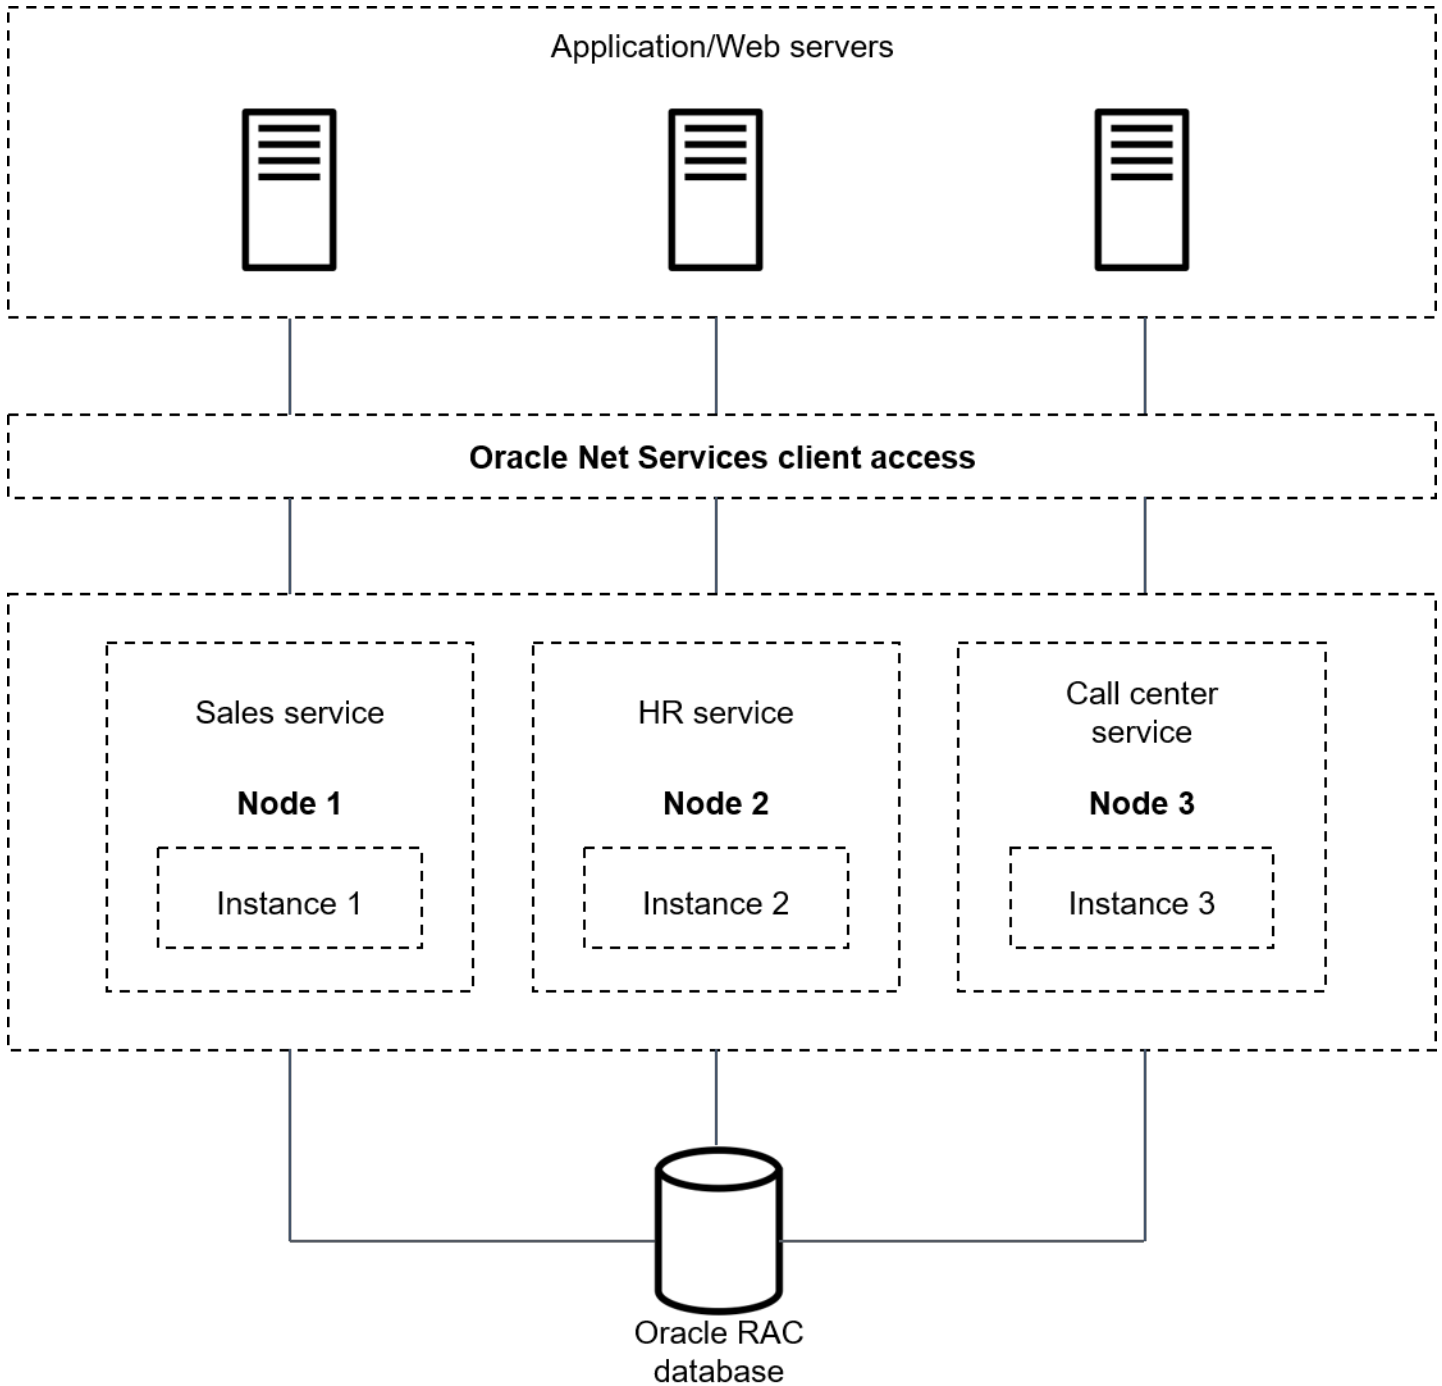 Application/Web servers
Oracle Net Services client access
Sales service
Node 1
Instance 1
HR service
Node 2
Instance 2
Call center
service
Node 3
Instance 3
Oracle RAC
database